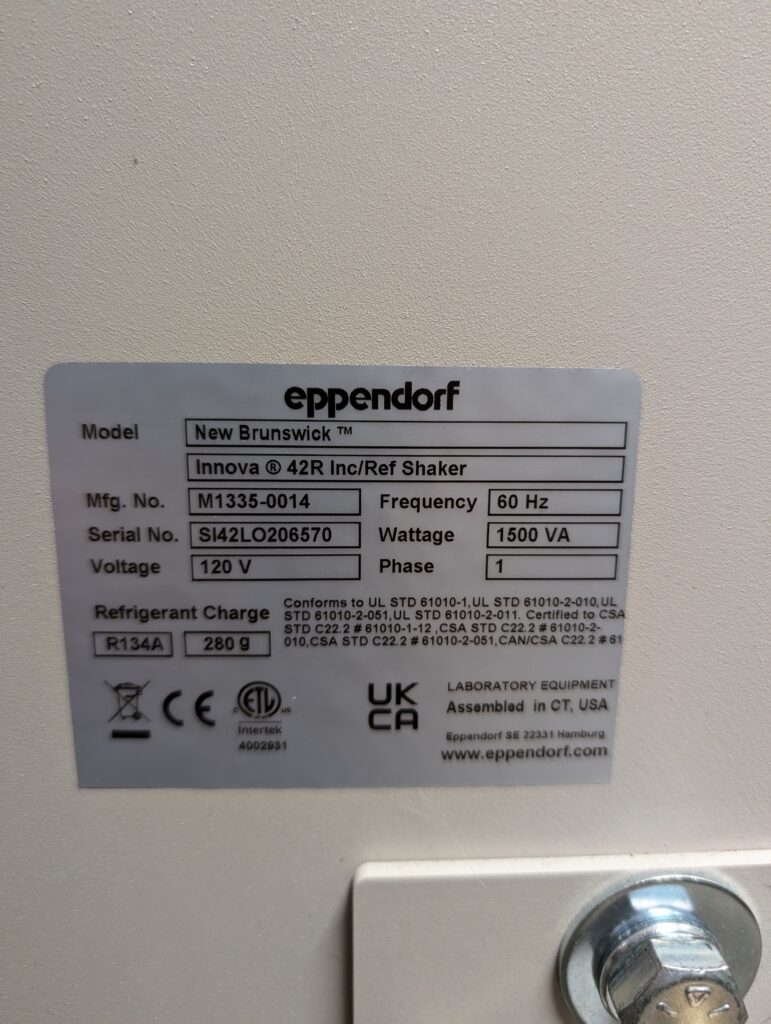 eppendorf
Model New Brunswick ™
Innova ® 42R Inc/Ref Shaker
Mfg. No. M1335-0014 Frequency 60 Hz
Serial No. SI42LO206570 Wattage 1500 VA
Voltage 120 V Phase 1
Refrigerant Charge
R134A 280 g
Conforms to UL STD 61010-1,UL STD 61010-2-010,UL
STD 61010-2-051,UL STD 61010-2-011. Certified to CSA
STD C22.2 # 61010-1-12 ,CSA STD C22.2 # 61010-2-
010,CSA STD C22.2 # 61010-2-051,CAN/CSA C22.2 # 61
CE
c ETL us
Intertek
4002931
UK
CA
LABORATORY EQUIPMENT
Assembled in CT, USA
Eppendorf SE 22331 Hamburg
www.eppendorf.com